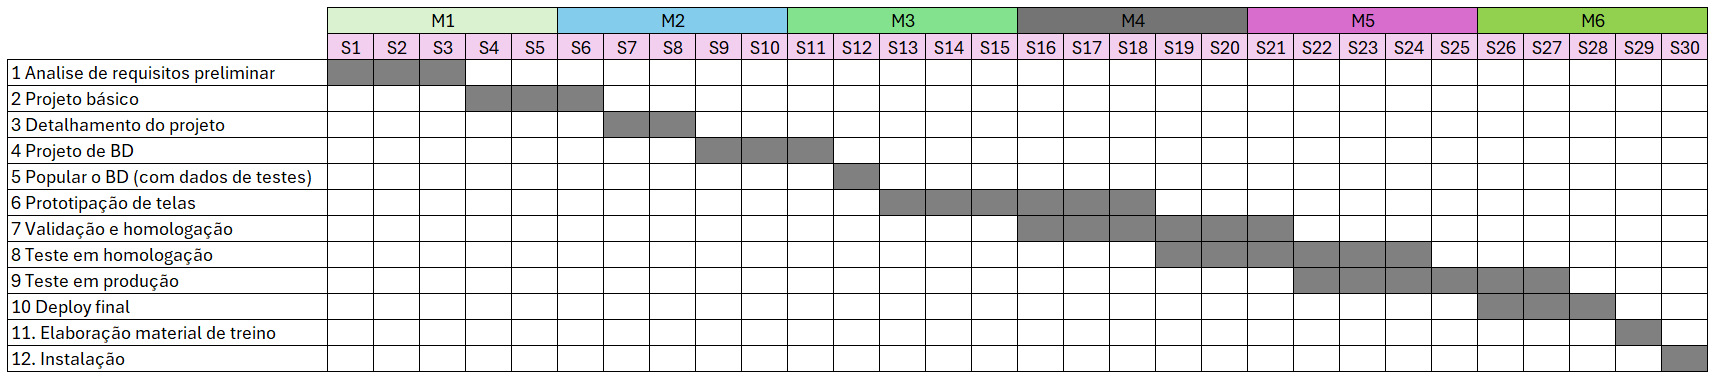 M1 M2 M3 M4 M5 M6
S1 S2 S3 S4 S5 S6 S7 S8 S9 S10 S11 S12 S13 S14 S15 S16 S17 S18 S19 S20 S21 S22 S23 S24 S25 S26 S27 S28 S29 S30
1 Analise de requisitos preliminar
2 Projeto básico
3 Detalhamento do projeto
4 Projeto de BD
5 Popular o BD (com dados de testes)
6 Prototipação de telas
7 Validação e homologação
8 Teste em homologação
9 Teste em produção
10 Deploy final
11. Elaboração material de treino
12. Instalação